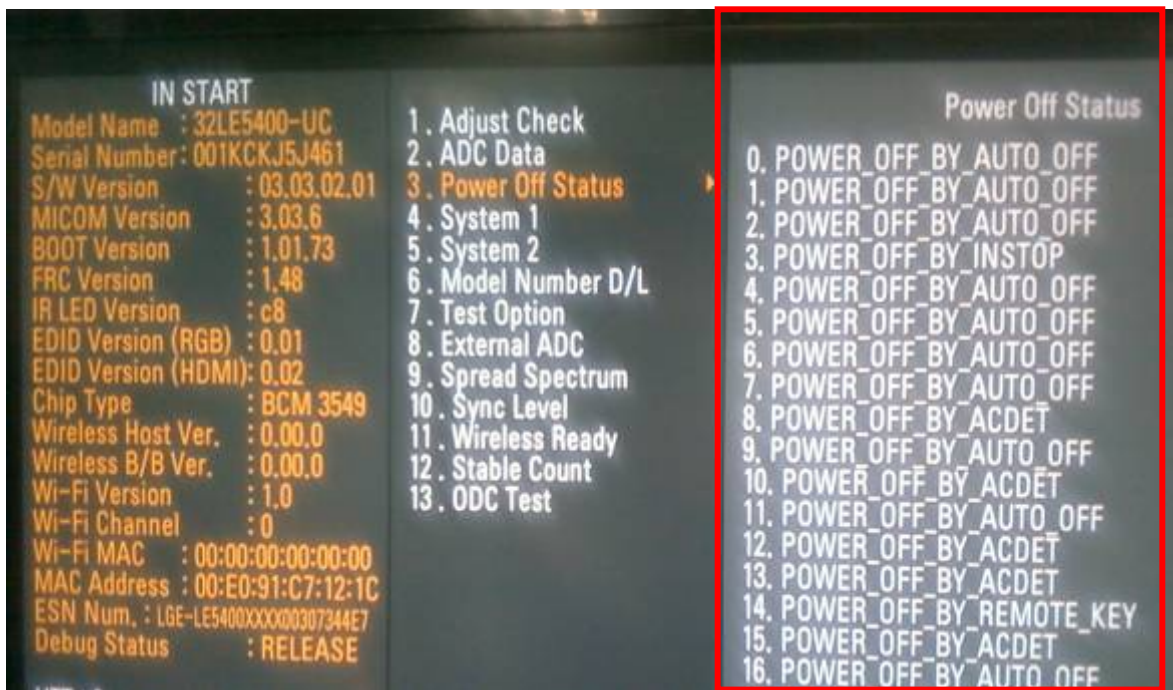 IN START
Model Name : 32LE5400-UC
Serial Number : 001KCKJ5J461
S/W Version : 03.03.02.01
MICOM Version : 3.03.6
BOOT Version : 1.01.73
FRC Version : 1.48
IR LED Version : c8
EDID Version (RGB) : 0.01
EDID Version (HDMI): 0.02
Chip Type : BCM 3549
Wireless Host Ver. : 0.00.0
Wireless B/B Ver. : 0.00.0
Wi-Fi Version : 1.0
Wi-Fi Channel : 0
Wi-Fi MAC : 00:00:00:00:00:00
MAC Address : 00:E0:91:C7:12:1C
ESN Num. : LGE-LE5400XXXX00307344E7
Debug Status : RELEASE
1 . Adjust Check
2 . ADC Data
3 . Power Off Status
4 . System 1
5 . System 2
6 . Model Number D/L
7 . Test Option
8 . External ADC
9 . Spread Spectrum
10 . Sync Level
11 . Wireless Ready
12 . Stable Count
13 . ODC Test
Power Off Status
0. POWER_OFF_BY_AUTO_OFF
1. POWER_OFF_BY_AUTO_OFF
2. POWER_OFF_BY_AUTO_OFF
3. POWER_OFF_BY_INSTOP
4. POWER_OFF_BY_AUTO_OFF
5. POWER_OFF_BY_AUTO_OFF
6. POWER_OFF_BY_AUTO_OFF
7. POWER_OFF_BY_AUTO_OFF
8. POWER_OFF_BY_ACDET
9. POWER_OFF_BY_AUTO_OFF
10. POWER_OFF_BY_ACDET
11. POWER_OFF_BY_AUTO_OFF
12. POWER_OFF_BY_ACDET
13. POWER_OFF_BY_ACDET
14. POWER_OFF_BY_REMOTE_KEY
15. POWER_OFF_BY_ACDET
16. POWER_OFF_BY_AUTO_OFF